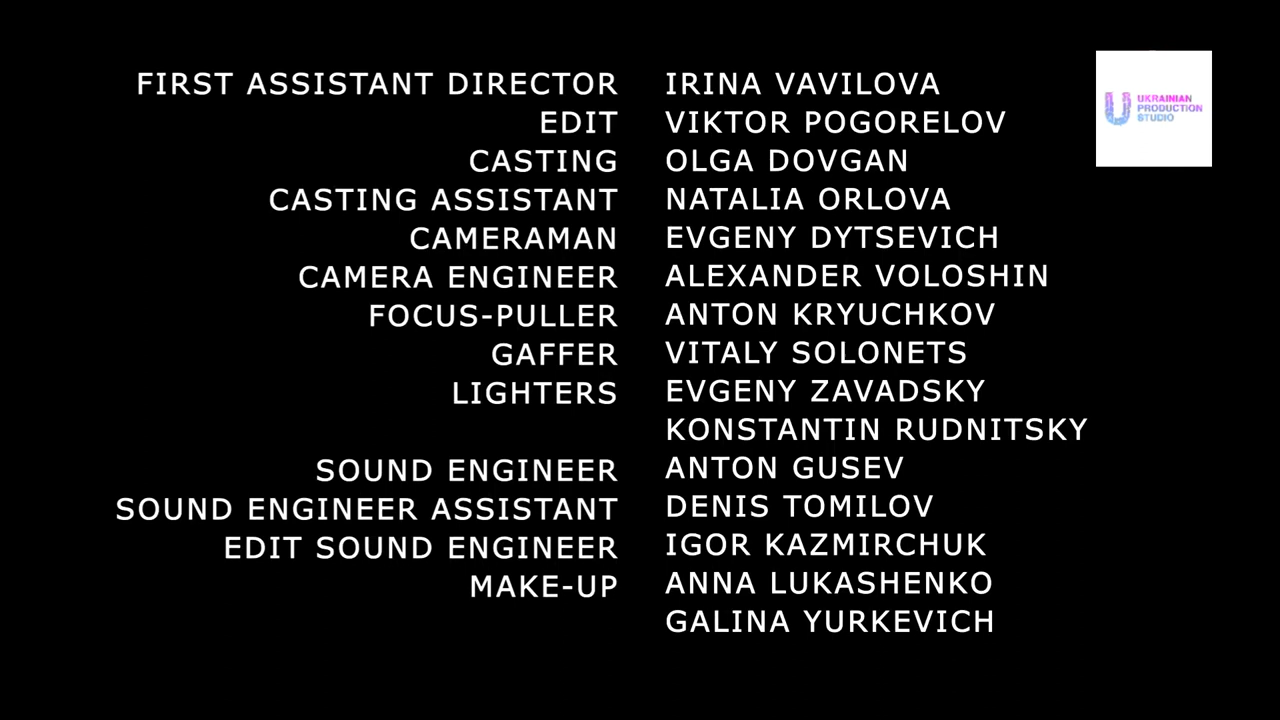 FIRST ASSISTANT DIRECTOR IRINA VAVILOVA
EDIT VIKTOR POGORELOV
CASTING OLGA DOVGAN
CASTING ASSISTANT NATALIA ORLOVA
CAMERAMAN EVGENY DYTSEVICH
CAMERA ENGINEER ALEXANDER VOLOSHIN
FOCUS-PULLER ANTON KRYUCHKOV
GAFFER VITALY SOLONETS
LIGHTERS EVGENY ZAVADSKY
KONSTANTIN RUDNITSKY
SOUND ENGINEER ANTON GUSEV
SOUND ENGINEER ASSISTANT DENIS TOMILOV
EDIT SOUND ENGINEER IGOR KAZMIRCHUK
MAKE-UP ANNA LUKASHENKO
GALINA YURKEVICH
U UKRAINIAN
PRODUCTION
STUDIO